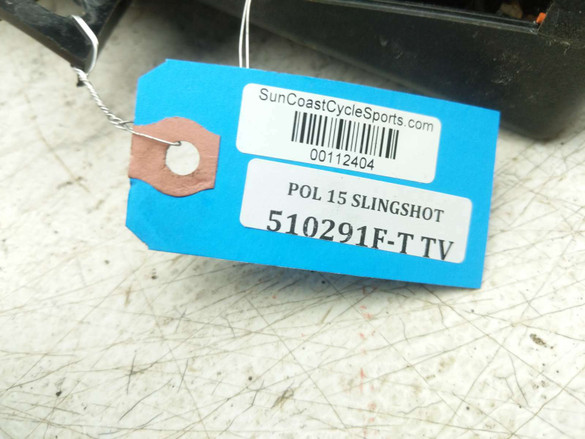 SunCoastCycleSports.com
00112404
POL 15 SLINGSHOT
510291F-T TV